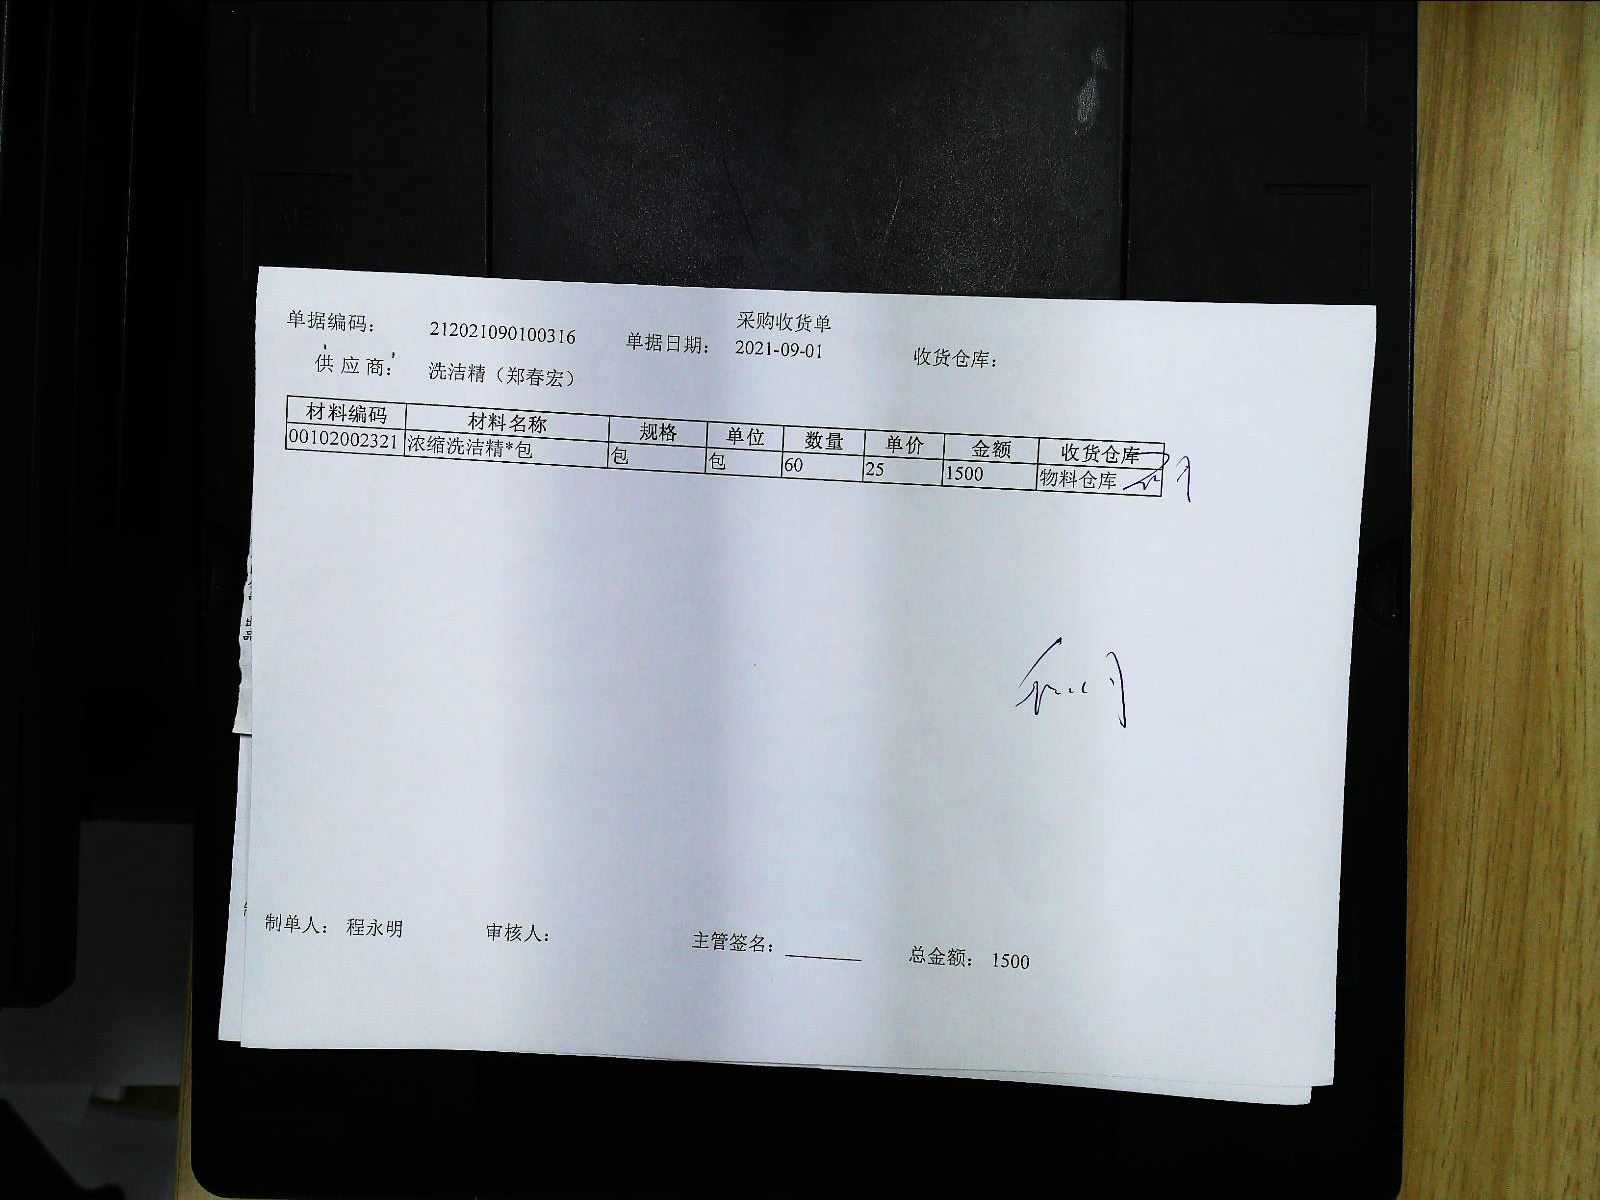 采购收货单
单据编码： 212021090100316 单据日期： 2021-09-01 收货仓库：
供应商： 洗洁精（郑春宏）
材料编码 材料名称 规格 单位 数量 单价 金额 收货仓库
00102002321 浓缩洗洁精*包 包 包 60 25 1500 物料仓库
制单人： 程永明 审核人： 主管签名： 总金额： 1500